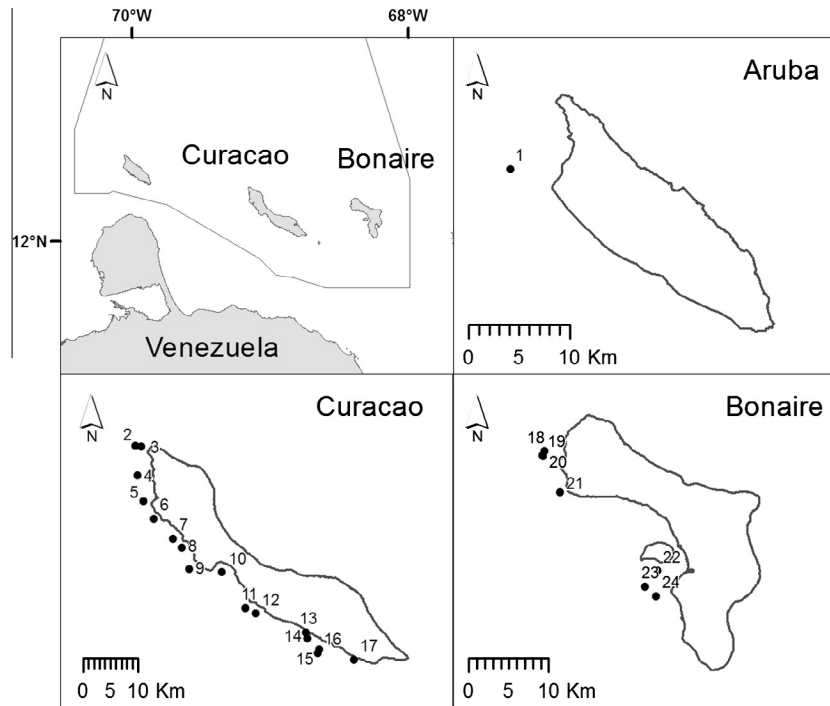 70°W 68°W
N
Curacao Bonaire
12°N
Venezuela
N
Aruba
1
0 5 10 Km
N
Curacao
2 3
4
5 6
7
8
9 10
11 12
13
14 16
15 17
0 5 10 Km
N
Bonaire
18 19
20
21
22
23 24
0 5 10 Km